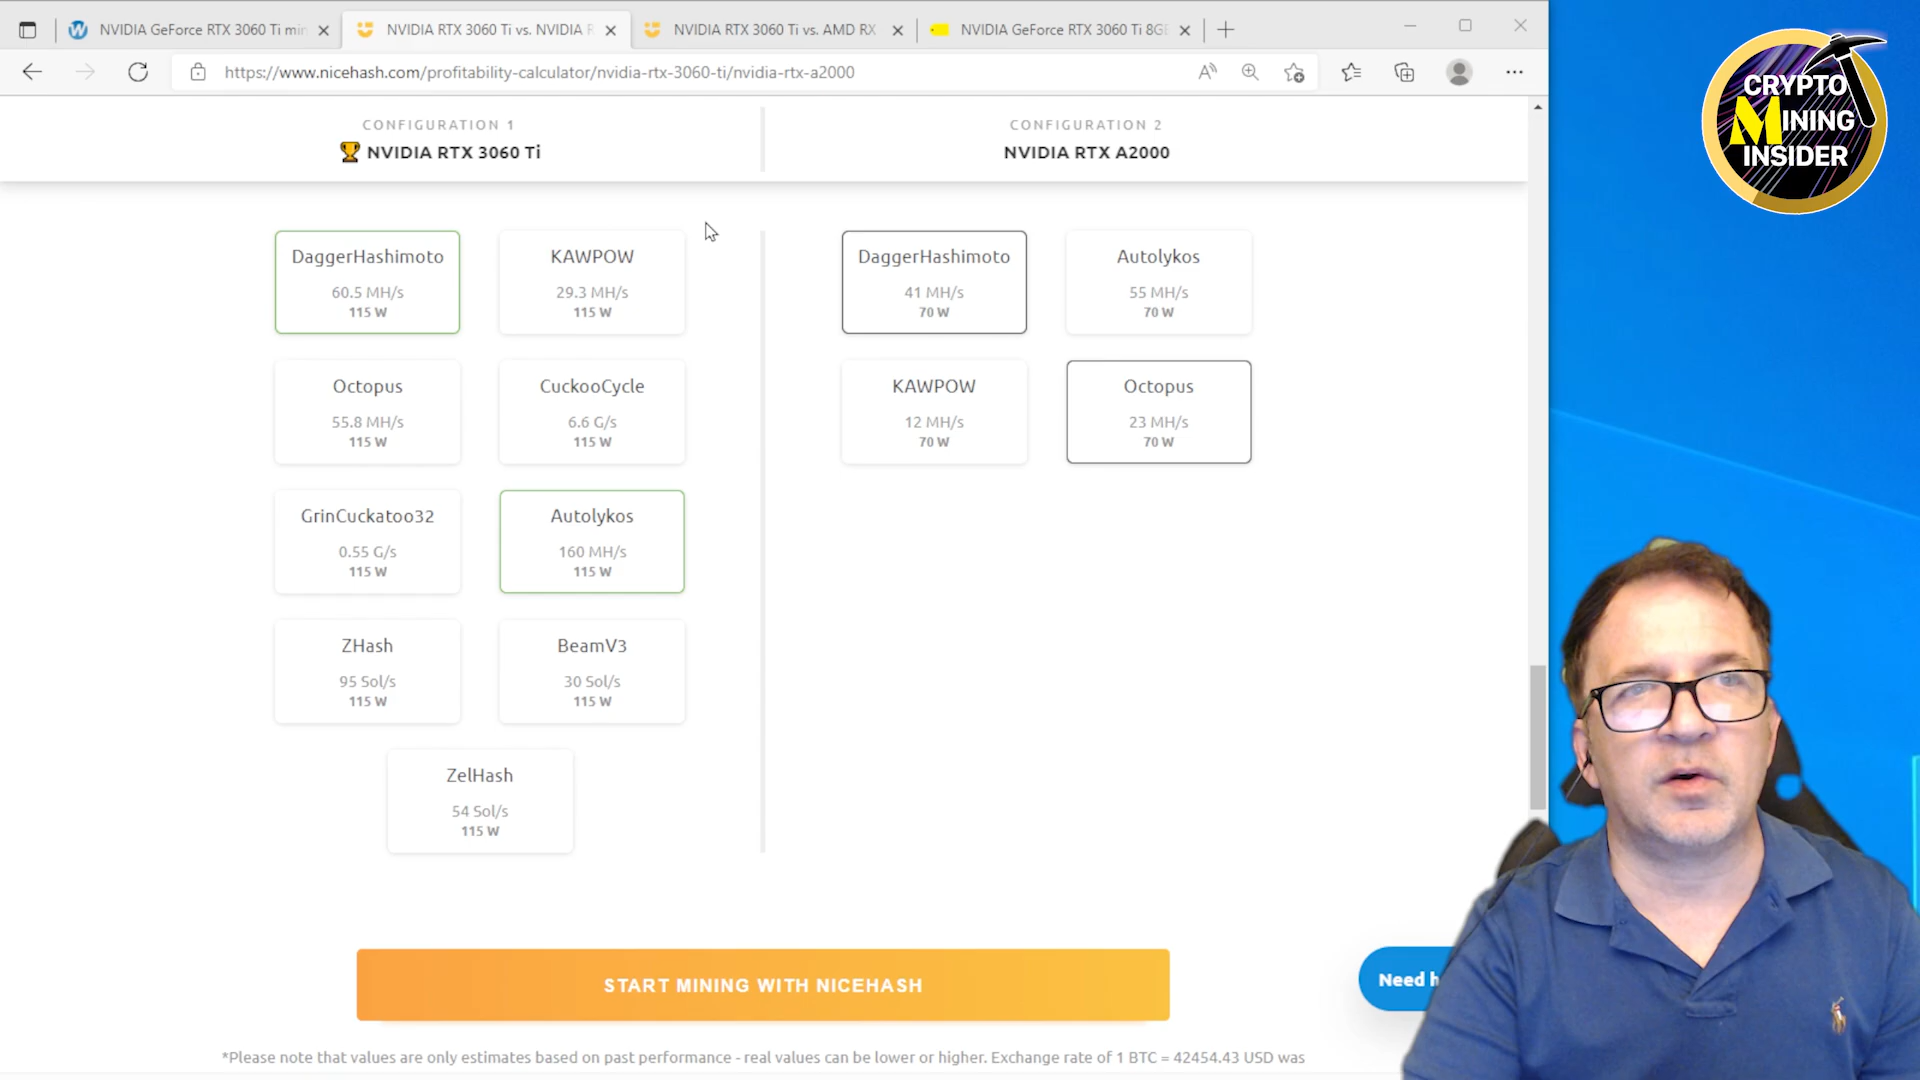 NVIDIA GeForce RTX 3060 Ti min
NVIDIA RTX 3060 Ti vs. NVIDIA R
NVIDIA RTX 3060 Ti vs. AMD RX
NVIDIA GeForce RTX 3060 Ti 8GB
https://www.nicehash.com/profitability-calculator/nvidia-rtx-3060-ti/nvidia-rtx-a2000
CRYPTO
MINING
INSIDER
CONFIGURATION 1
NVIDIA RTX 3060 Ti
CONFIGURATION 2
NVIDIA RTX A2000
DaggerHashimoto
60.5 MH/s
115 W
KAWPOW
29.3 MH/s
115 W
DaggerHashimoto
41 MH/s
70 W
Autolykos
55 MH/s
70 W
Octopus
55.8 MH/s
115 W
CuckooCycle
6.6 G/s
115 W
KAWPOW
12 MH/s
70 W
Octopus
23 MH/s
70 W
GrinCuckatoo32
0.55 G/s
115 W
Autolykos
160 MH/s
115 W
ZHash
95 Sol/s
115 W
BeamV3
30 Sol/s
115 W
ZelHash
54 Sol/s
115 W
START MINING WITH NICEHASH
Need h
*Please note that values are only estimates based on past performance - real values can be lower or higher. Exchange rate of 1 BTC = 42454.43 USD was